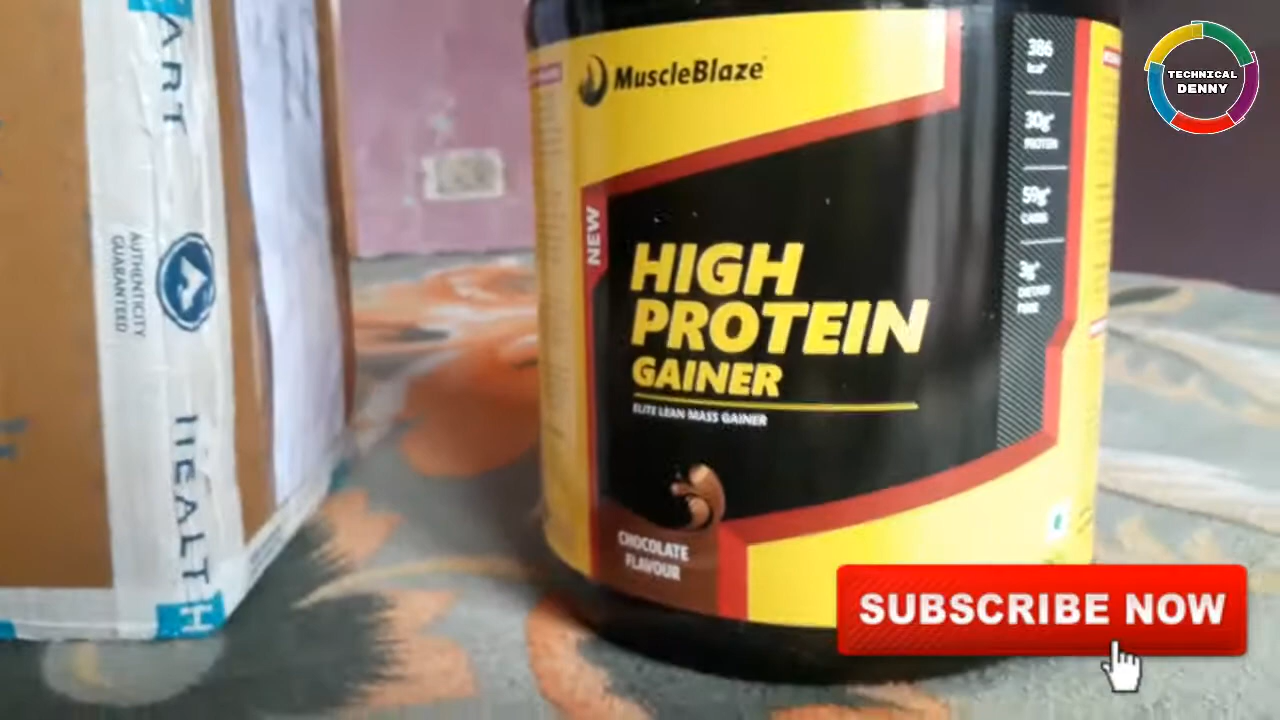 ART
AUTHENTICITY
GUARANTEED
HEALTH
MuscleBlaze
NEW
HIGH
PROTEIN
GAINER
ELITE LEAN MASS GAINER
CHOCOLATE
FLAVOUR
386
30g*
PROTEIN
59g*
CARBS
3g*
TECHNICAL
DENNY
SUBSCRIBE NOW